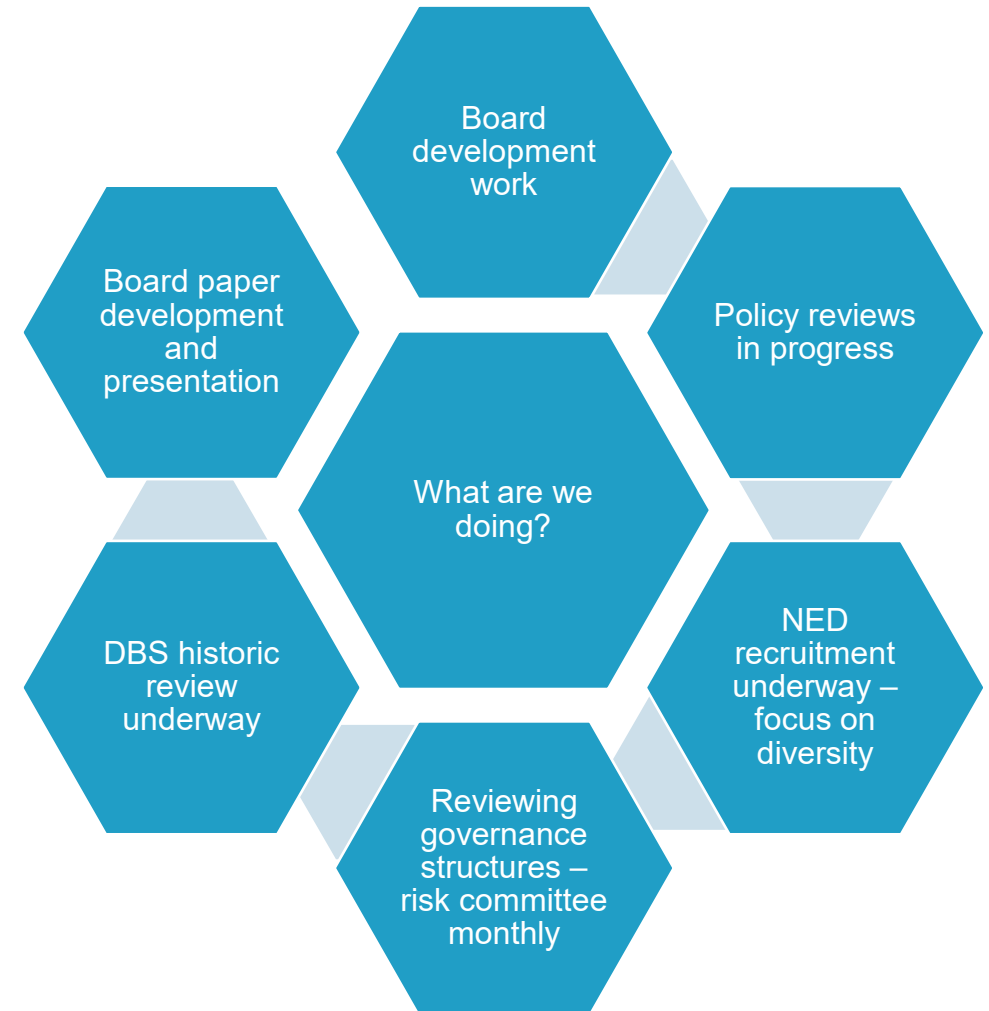 Board
development
work
Policy reviews
in progress
NED
recruitment
underway –
focus on
diversity
Reviewing
governance
structures –
risk committee
monthly
DBS historic
review
underway
Board paper
development
and
presentation
What are we
doing?